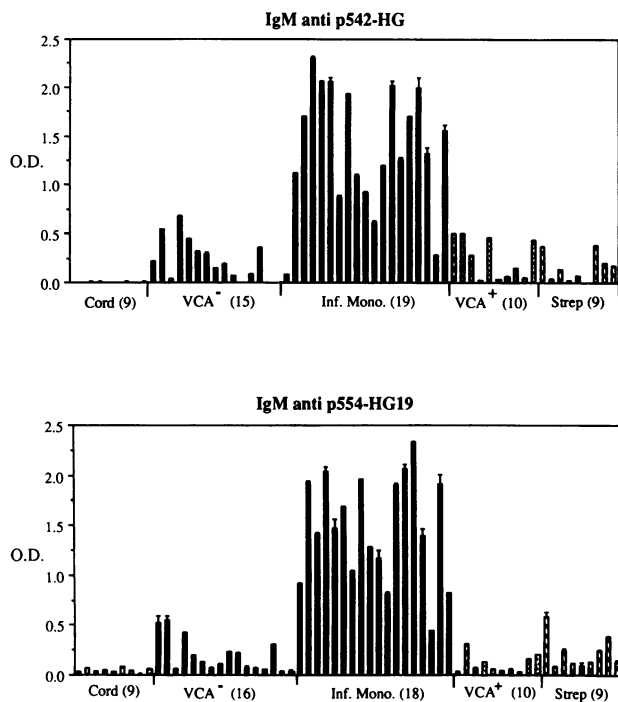 IgM anti p542-HG
2.5
2.0
1.5
O.D.
1.0
0.5
0.0
Cord (9) VCA- (15) Inf. Mono. (19) VCA+ (10) Strep (9)
IgM anti p554-HG19
2.5
2.0
1.5
O.D.
1.0
0.5
0.0
Cord (9) VCA- (16) Inf. Mono. (18) VCA+ (10) Strep (9)